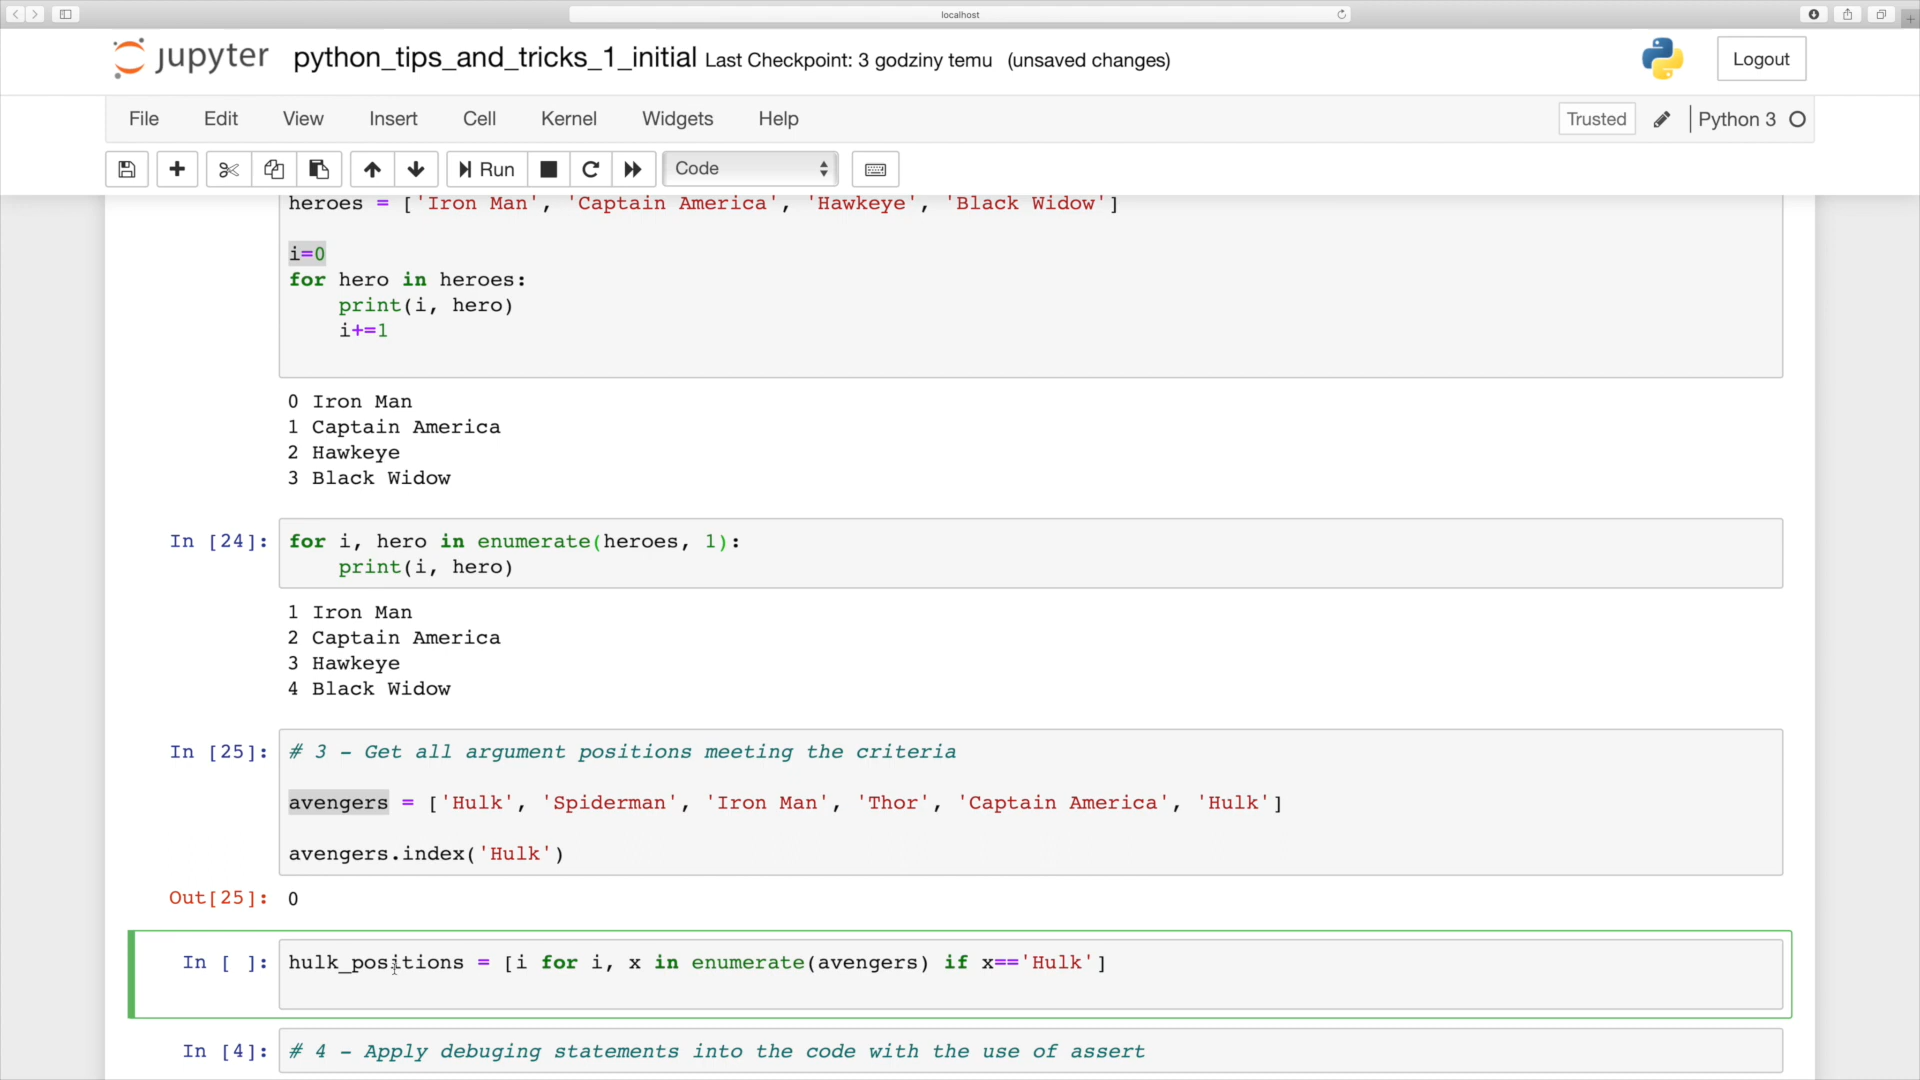 localhost
jupyter python_tips_and_tricks_1_initial Last Checkpoint: 3 godziny temu (unsaved changes) Logout
File Edit View Insert Cell Kernel Widgets Help Trusted Python 3
Run Code
heroes = ['Iron Man', 'Captain America', 'Hawkeye', 'Black Widow']
i=0
for hero in heroes:
    print(i, hero)
    i+=1
0 Iron Man
1 Captain America
2 Hawkeye
3 Black Widow
In [24]: for i, hero in enumerate(heroes, 1):
    print(i, hero)
1 Iron Man
2 Captain America
3 Hawkeye
4 Black Widow
In [25]: # 3 - Get all argument positions meeting the criteria
avengers = ['Hulk', 'Spiderman', 'Iron Man', 'Thor', 'Captain America', 'Hulk']
avengers.index('Hulk')
Out[25]: 0
In [ ]: hulk_positions = [i for i, x in enumerate(avengers) if x=='Hulk']
In [4]: # 4 - Apply debuging statements into the code with the use of assert